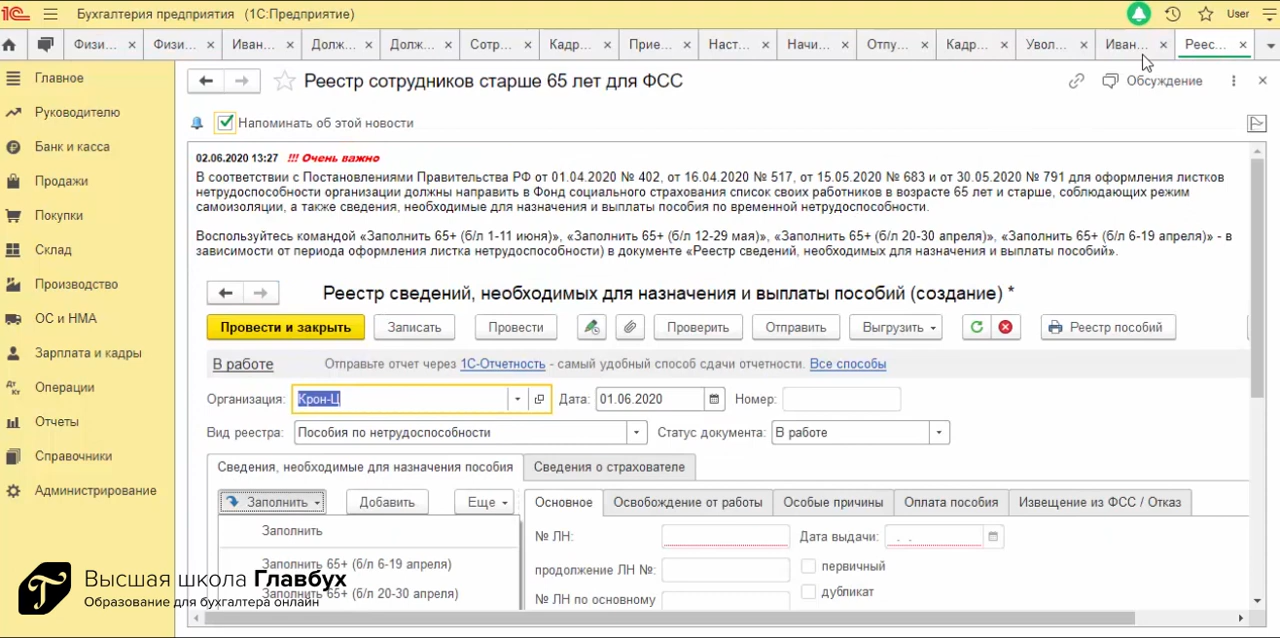 1С Бухгалтерия предприятия (1С:Предприятие) User
Физи... × Физи... × Иван... × Долж... × Долж... × Сотр... × Кадр... × Прие... × Наст... × Начи... × Отпу... × Кадр... × Увол... × Иван... × Реес... ×
Главное
Руководителю
Банк и касса
Продажи
Покупки
Склад
Производство
ОС и НМА
Зарплата и кадры
Операции
Отчеты
Справочники
Администрирование
Реестр сотрудников старше 65 лет для ФСС Обсуждение
Напоминать об этой новости
02.06.2020 13:27 !!! Очень важно
В соответствии с Постановлениями Правительства РФ от 01.04.2020 № 402, от 16.04.2020 № 517, от 15.05.2020 № 683 и от 30.05.2020 № 791 для оформления листков
нетрудоспособности организации должны направить в Фонд социального страхования список своих работников в возрасте 65 лет и старше, соблюдающих режим
самоизоляции, а также сведения, необходимые для назначения и выплаты пособия по временной нетрудоспособности.
Воспользуйтесь командой «Заполнить 65+ (б/л 1-11 июня)», «Заполнить 65+ (б/л 12-29 мая)», «Заполнить 65+ (б/л 20-30 апреля)», «Заполнить 65+ (б/л 6-19 апреля)» - в
зависимости от периода оформления листка нетрудоспособности) в документе «Реестр сведений, необходимых для назначения и выплаты пособий».
Реестр сведений, необходимых для назначения и выплаты пособий (создание) *
Провести и закрыть Записать Провести Проверить Отправить Выгрузить Реестр пособий
В работе Отправьте отчет через 1С-Отчетность - самый удобный способ сдачи отчетности. Все способы
Организация: Крон-Ц Дата: 01.06.2020 Номер:
Вид реестра: Пособия по нетрудоспособности Статус документа: В работе
Сведения, необходимые для назначения пособия Сведения о страхователе
Заполнить Добавить Еще Основное Освобождение от работы Особые причины Оплата пособия Извещение из ФСС / Отказ
Заполнить № ЛН: Дата выдачи: . .
Заполнить 65+ (б/л 6-19 апреля) продолжение ЛН №: первичный
Заполнить 65+ (б/л 20-30 апреля) № ЛН по основному дубликат
Высшая школа Главбух
Образование для бухгалтера онлайн